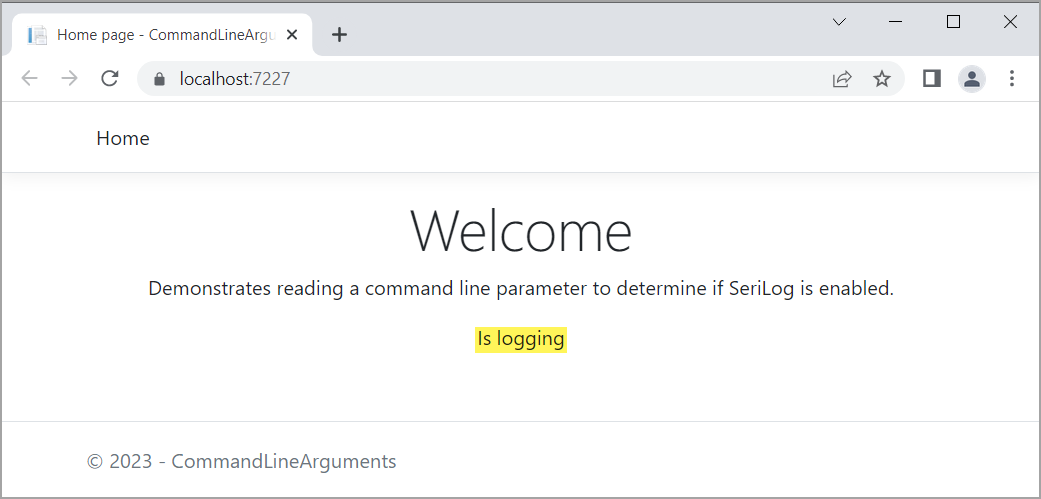 Home page - CommandLineArgu
localhost:7227
Home
Welcome
Demonstrates reading a command line parameter to determine if SeriLog is enabled.
Is logging
© 2023 - CommandLineArguments